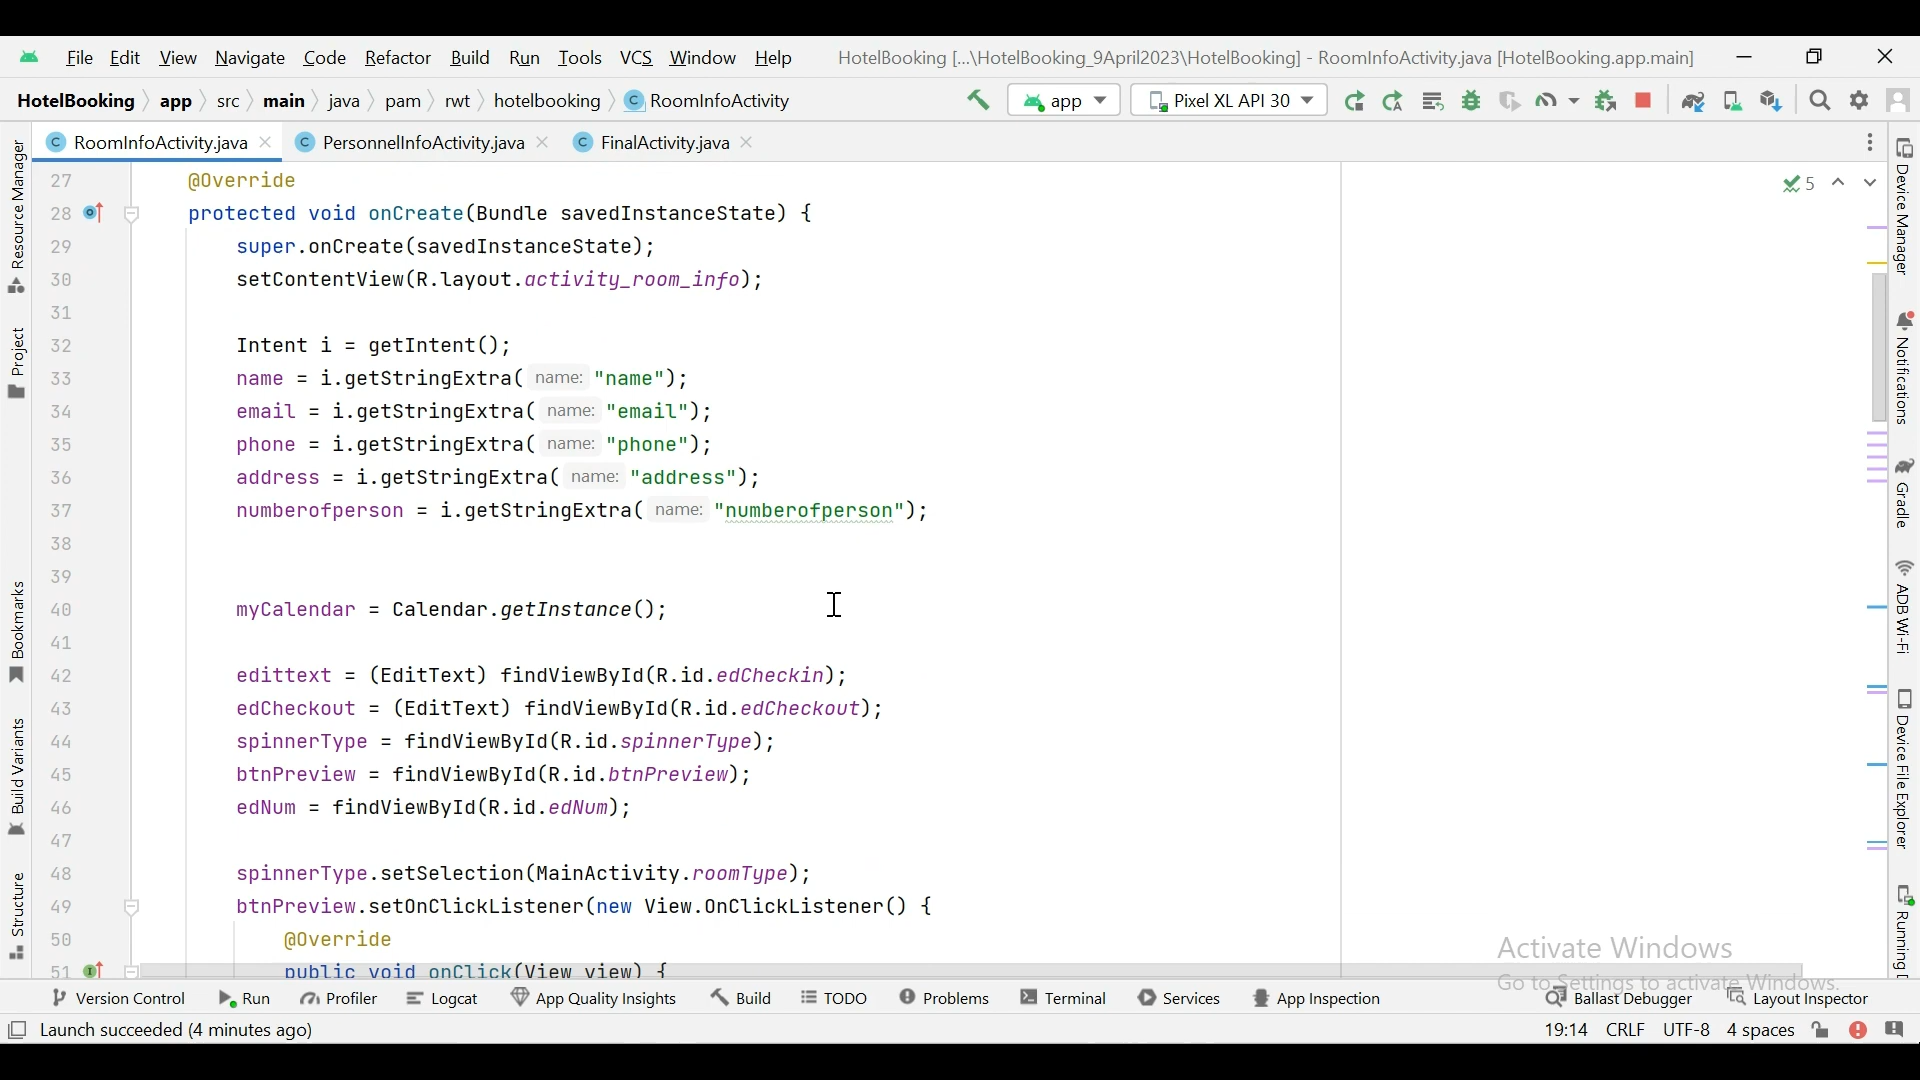 File Edit View Navigate Code Refactor Build Run Tools VCS Window Help HotelBooking [...\HotelBooking_9April2023\HotelBooking] - RoomInfoActivity.java [HotelBooking.app.main]
HotelBooking app src main java pam rwt hotelbooking C RoomInfoActivity app Pixel XL API 30
C RoomInfoActivity.java C PersonnelInfoActivity.java C FinalActivity.java
27 @Override 5
28 protected void onCreate(Bundle savedInstanceState) {
29 super.onCreate(savedInstanceState);
30 setContentView(R.layout.activity_room_info);
31
32 Intent i = getIntent();
33 name = i.getStringExtra( name: "name");
34 email = i.getStringExtra( name: "email");
35 phone = i.getStringExtra( name: "phone");
36 address = i.getStringExtra( name: "address");
37 numberofperson = i.getStringExtra( name: "numberofperson");
38
39
40 myCalendar = Calendar.getInstance();
41
42 edittext = (EditText) findViewById(R.id.edCheckin);
43 edCheckout = (EditText) findViewById(R.id.edCheckout);
44 spinnerType = findViewById(R.id.spinnerType);
45 btnPreview = findViewById(R.id.btnPreview);
46 edNum = findViewById(R.id.edNum);
47
48 spinnerType.setSelection(MainActivity.roomType);
49 btnPreview.setOnClickListener(new View.OnClickListener() {
50 @Override
51 public void onClick(View view) {
Resource Manager
Project
Bookmarks
Build Variants
Structure
Device Manager
Notifications
Gradle
ADB Wi-Fi
Device File Explorer
Running
Activate Windows
Go to Settings to activate Windows.
Version Control Run Profiler Logcat App Quality Insights Build TODO Problems Terminal Services App Inspection Ballast Debugger Layout Inspector
Launch succeeded (4 minutes ago) 19:14 CRLF UTF-8 4 spaces